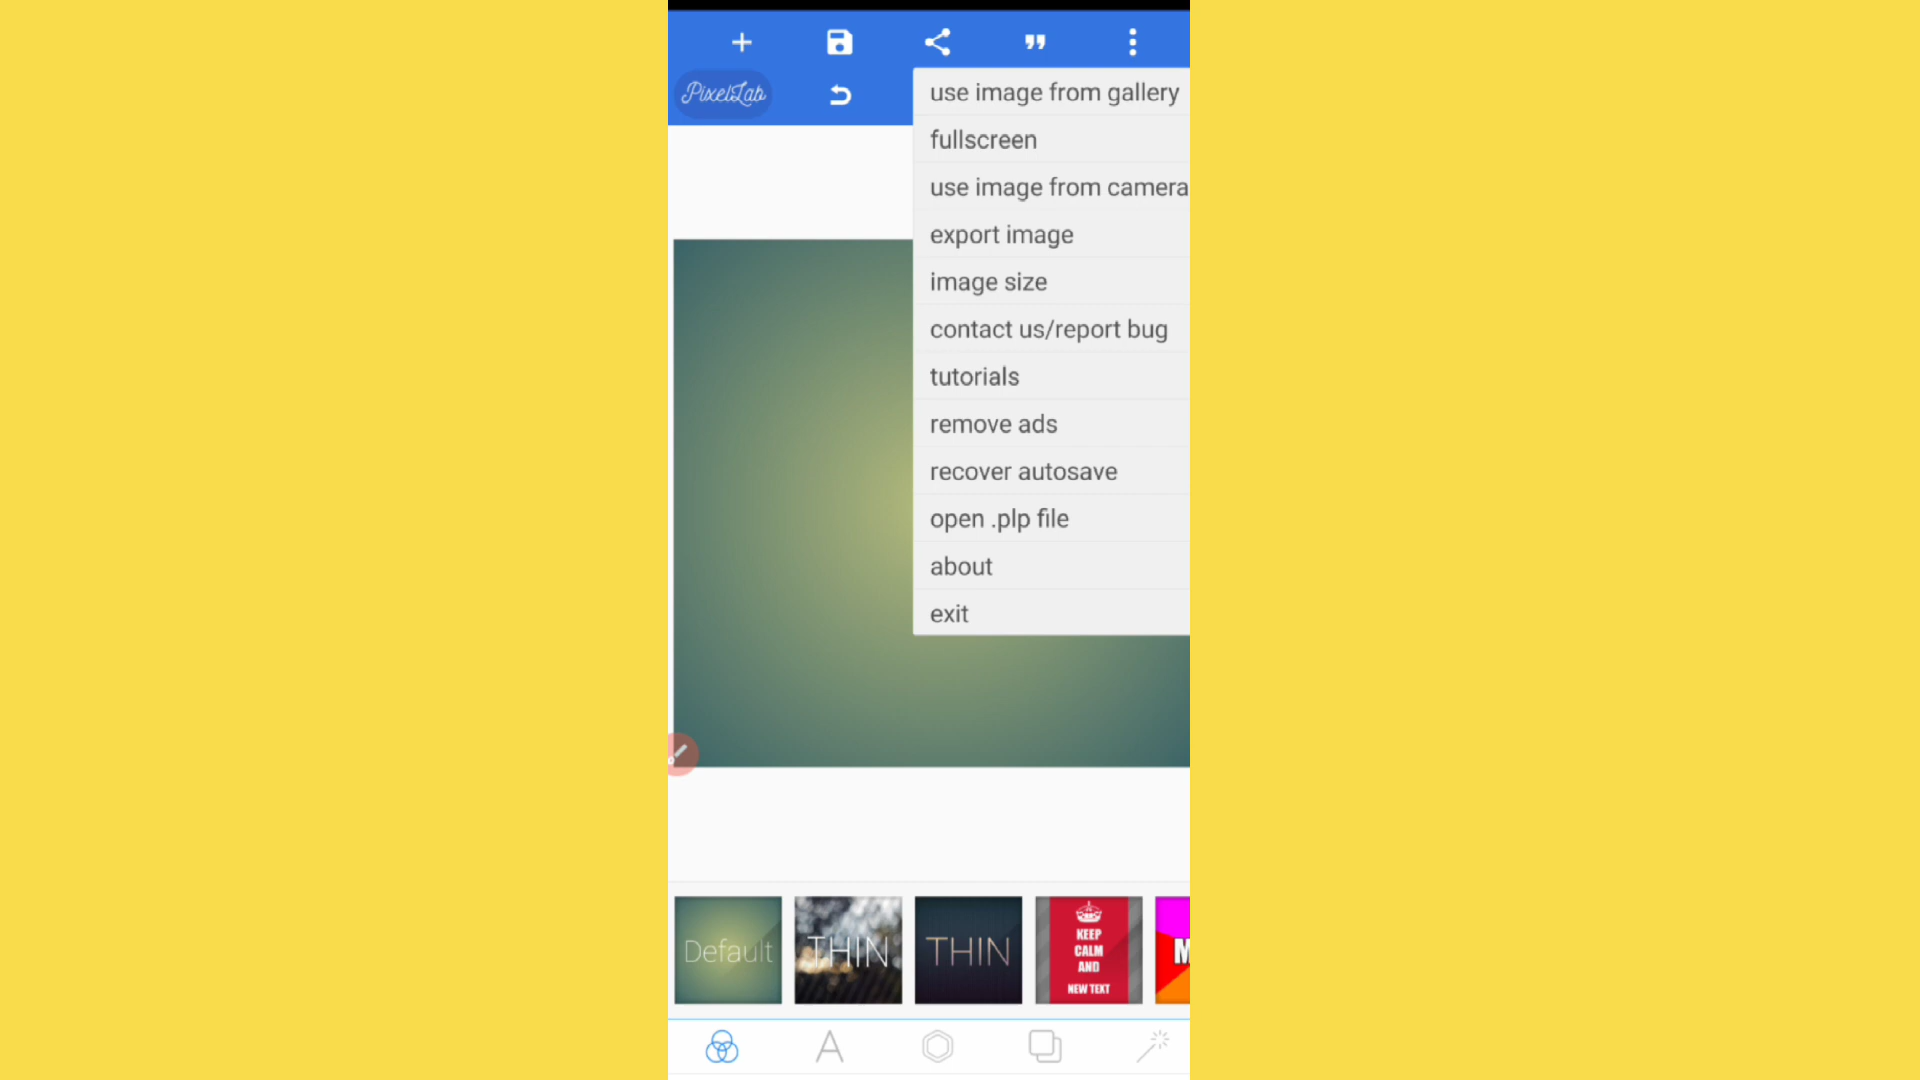 PixelLab
use image from gallery
fullscreen
use image from camera
export image
image size
contact us/report bug
tutorials
remove ads
recover autosave
open .plp file
about
exit
Default
THIN
THIN
KEEP
CALM
AND
NEW TEXT
M
A